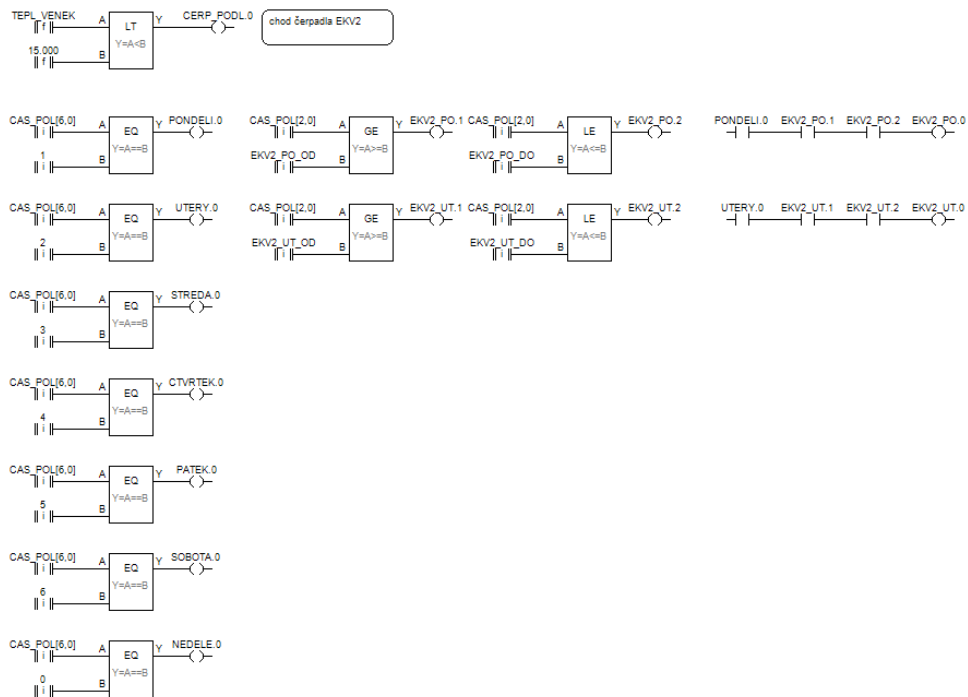 TEPL_VENEK A LT Y CERP_PODL.0 chod čerpadla EKV2
f
Y=A<B
15.000 B
f
CAS_POL[6,0] A EQ Y PONDELI.0 CAS_POL[2,0] A GE Y EKV2_PO.1 CAS_POL[2,0] A LE Y EKV2_PO.2 PONDELI.0 EKV2_PO.1 EKV2_PO.2 EKV2_PO.0
i i i
Y=A==B Y=A>=B Y=A<=B
1 B EKV2_PO_OD B EKV2_PO_DO B
i i i
CAS_POL[6,0] A EQ Y UTERY.0 CAS_POL[2,0] A GE Y EKV2_UT.1 CAS_POL[2,0] A LE Y EKV2_UT.2 UTERY.0 EKV2_UT.1 EKV2_UT.2 EKV2_UT.0
i i i
Y=A==B Y=A>=B Y=A<=B
2 B EKV2_UT_OD B EKV2_UT_DO B
i i i
CAS_POL[6,0] A EQ Y STREDA.0
i
Y=A==B
3 B
i
CAS_POL[6,0] A EQ Y CTVRTEK.0
i
Y=A==B
4 B
i
CAS_POL[6,0] A EQ Y PATEK.0
i
Y=A==B
5 B
i
CAS_POL[6,0] A EQ Y SOBOTA.0
i
Y=A==B
6 B
i
CAS_POL[6,0] A EQ Y NEDELE.0
i
Y=A==B
0 B
i